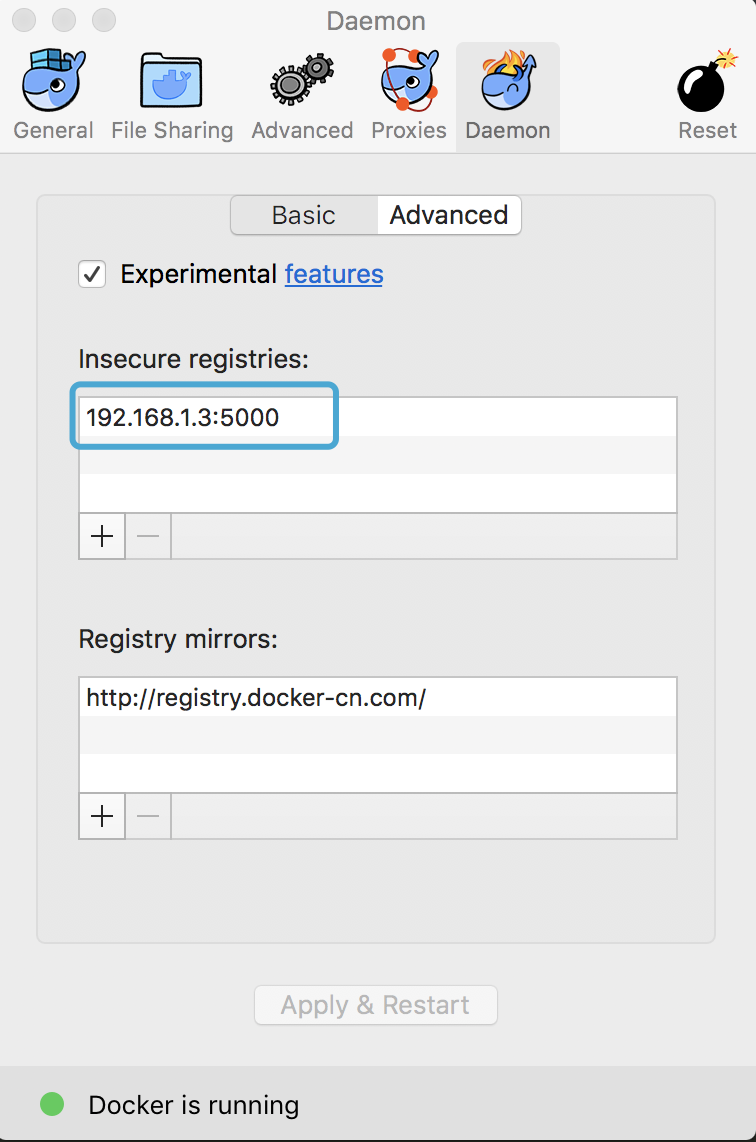 Daemon
General File Sharing Advanced Proxies Daemon Reset
Basic Advanced
Experimental features
Insecure registries:
192.168.1.3:5000
Registry mirrors:
http://registry.docker-cn.com/
Apply & Restart
Docker is running